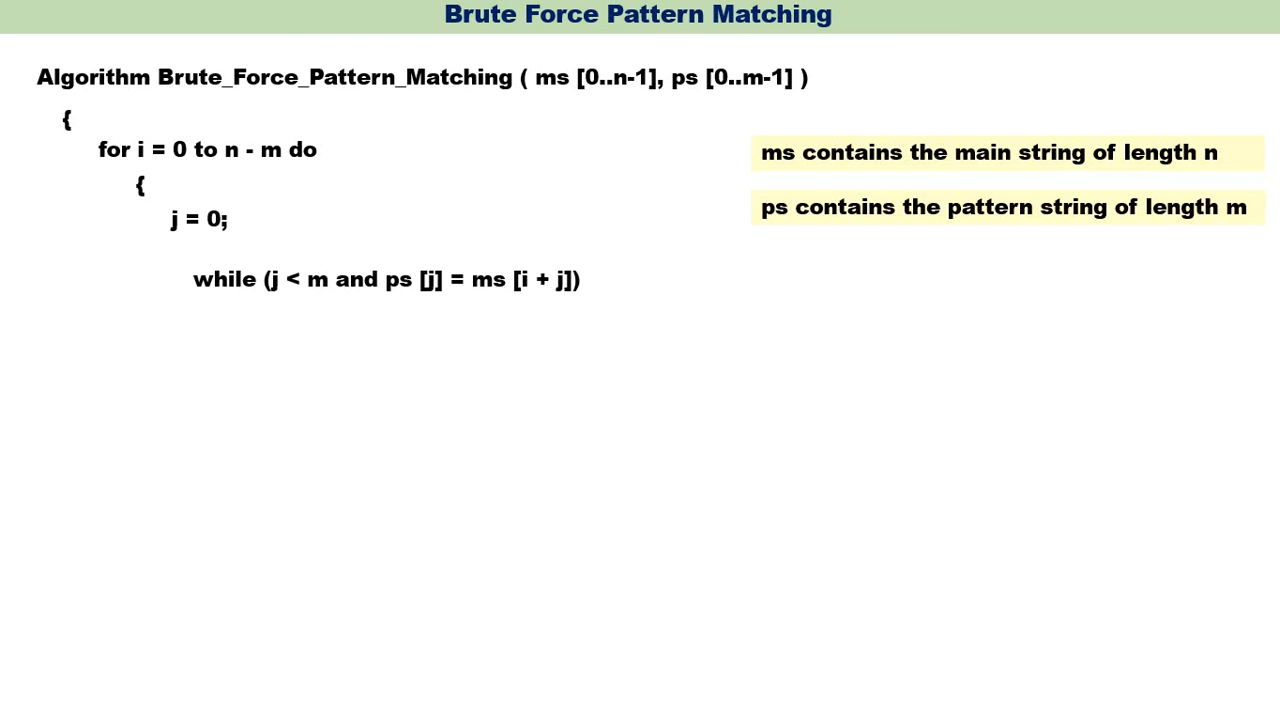 Brute Force Pattern Matching
Algorithm Brute_Force_Pattern_Matching ( ms [0..n-1], ps [0..m-1] )
{
for i = 0 to n - m do
{
j = 0;
while (j < m and ps [j] = ms [i + j])
ms contains the main string of length n
ps contains the pattern string of length m